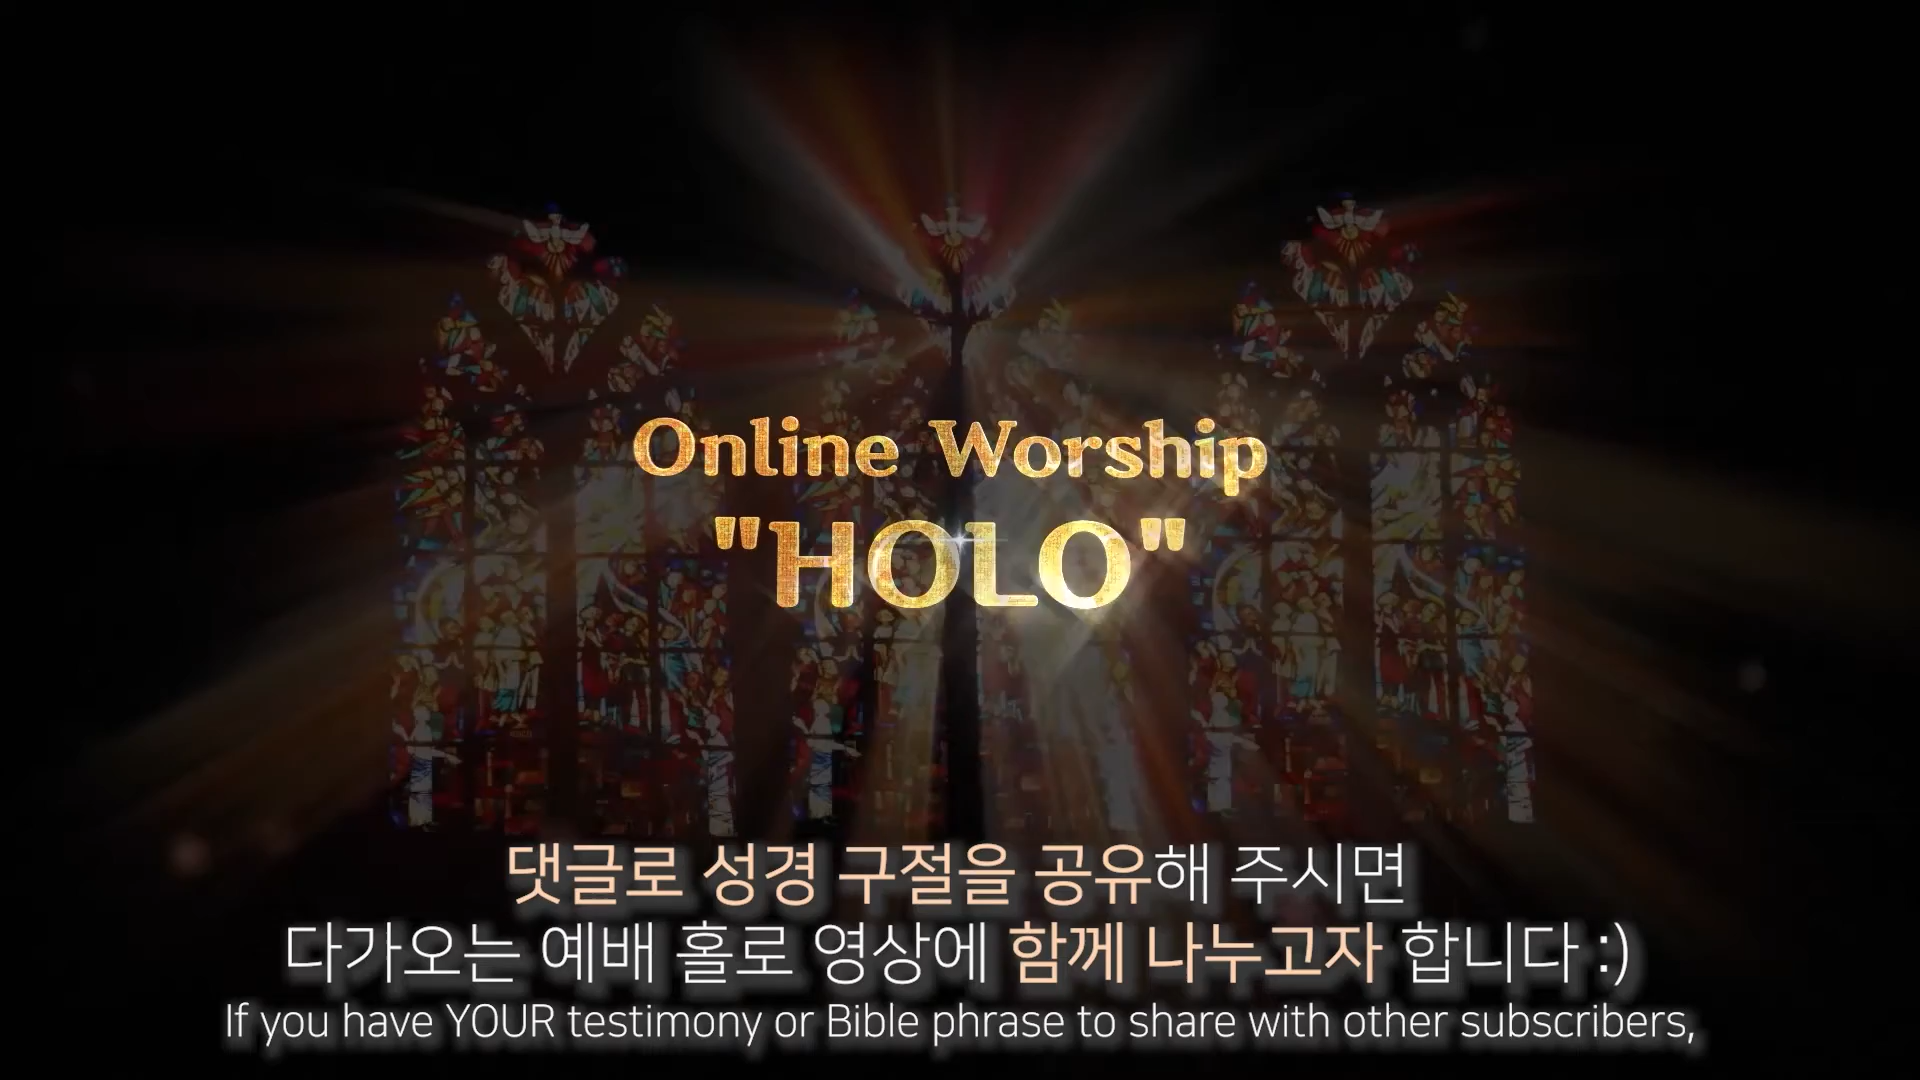 Online Worship
"HOLO"
댓글로 성경 구절을 공유해 주시면
다가오는 예배 홀로 영상에 함께 나누고자 합니다 :)
If you have YOUR testimony or Bible phrase to share with other subscribers,